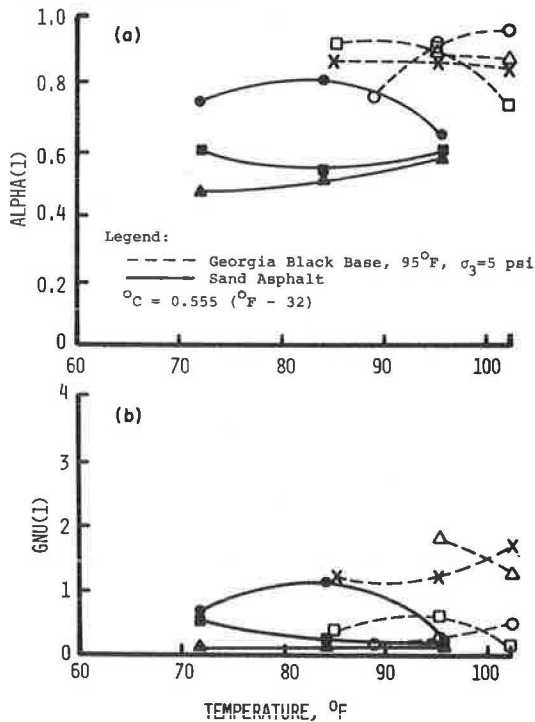 (a)
1.0
0.8
0.6
0.4
0.2
0
ALPHA(1)
Legend:
Georgia Black Base, 95°F, σ3=5 psi
Sand Asphalt
°C = 0.555 (°F - 32)
60 70 80 90 100
(b)
4
3
2
1
0
GNU(1)
60 70 80 90 100
TEMPERATURE, °F